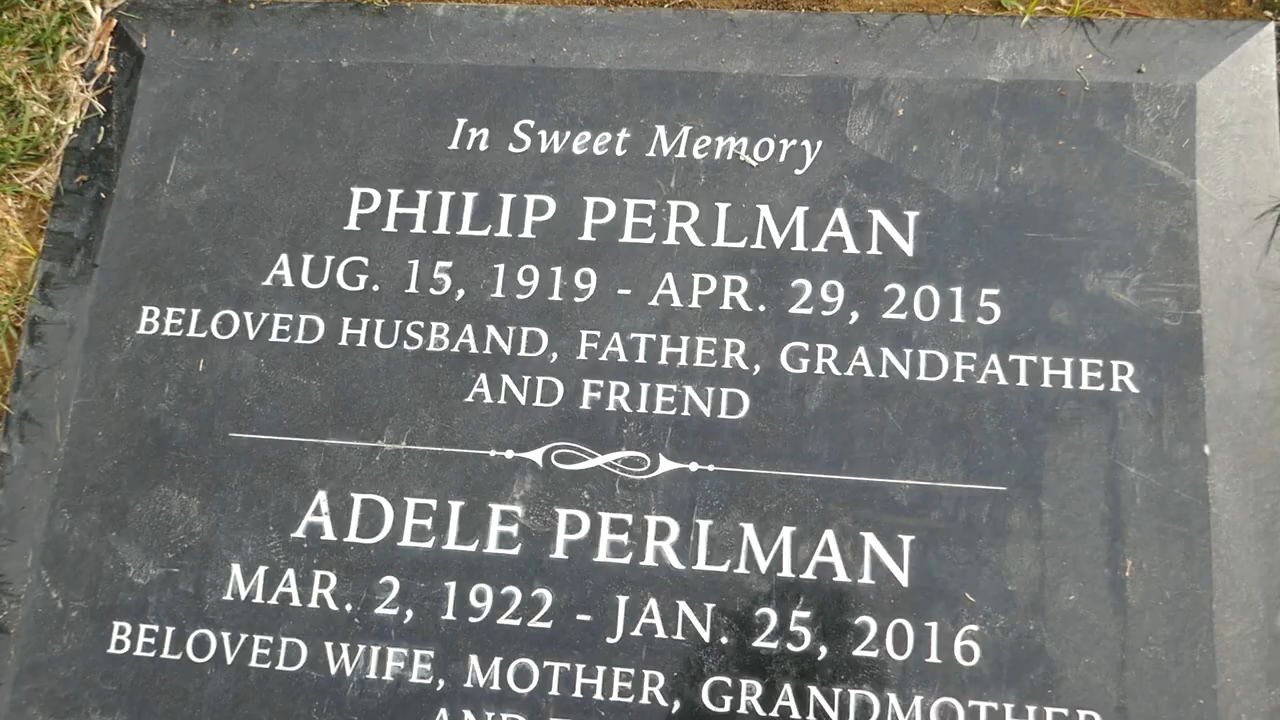 In Sweet Memory
PHILIP PERLMAN
AUG. 15, 1919 - APR. 29, 2015
BELOVED HUSBAND, FATHER, GRANDFATHER
AND FRIEND
ADELE PERLMAN
MAR. 2, 1922 - JAN. 25, 2016
BELOVED WIFE, MOTHER, GRANDMOTHER
AND